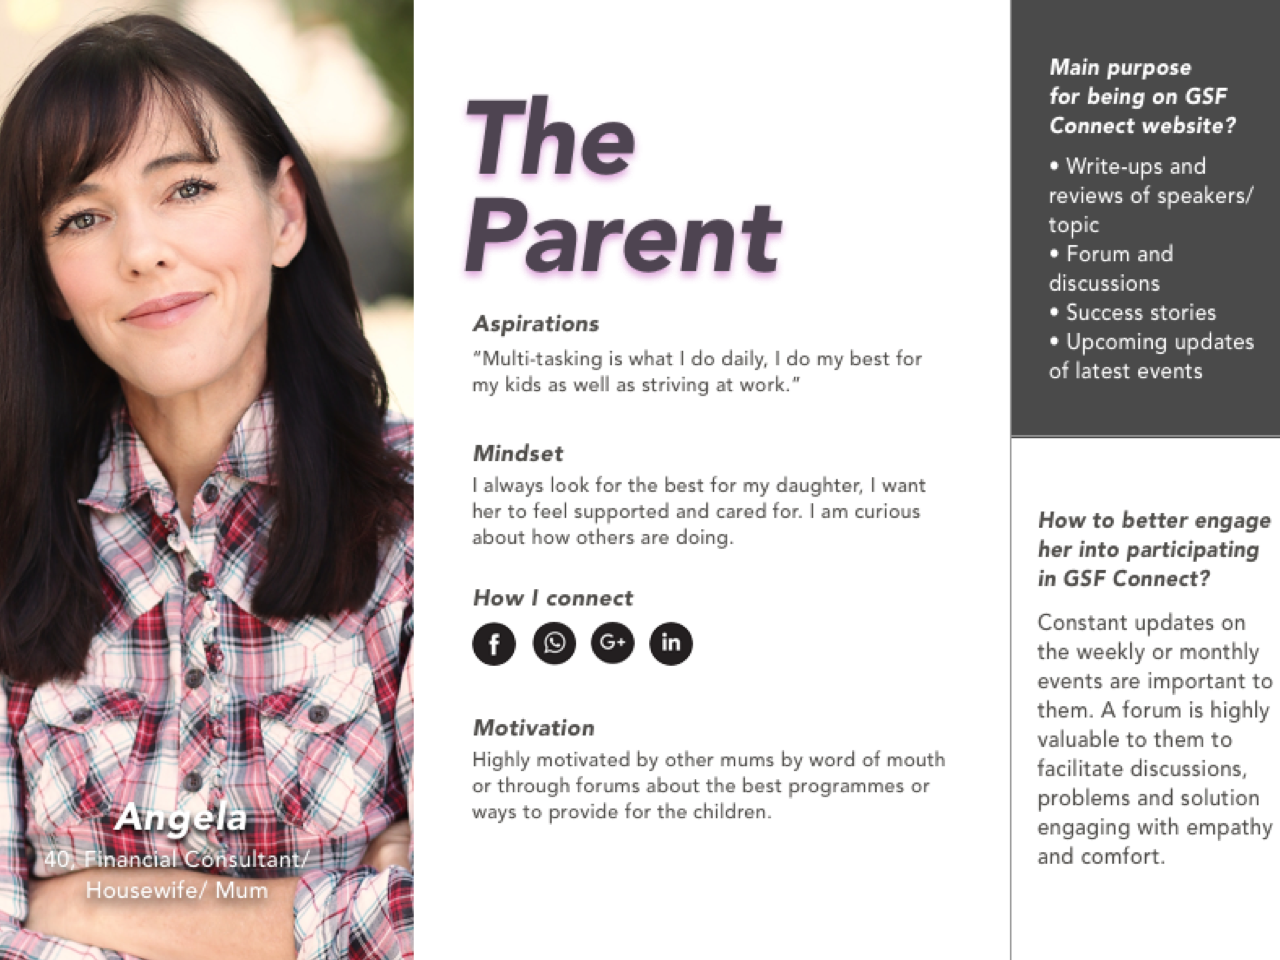 The
Parent
Aspirations
“Multi-tasking is what I do daily, I do my best for
my kids as well as striving at work.”
Mindset
I always look for the best for my daughter, I want
her to feel supported and cared for. I am curious
about how others are doing.
How I connect
f G+ in
Motivation
Highly motivated by other mums by word of mouth
or through forums about the best programmes or
ways to provide for the children.
Angela
40, Financial Consultant/
Housewife/ Mum
Main purpose
for being on GSF
Connect website?
• Write-ups and
reviews of speakers/
topic
• Forum and
discussions
• Success stories
• Upcoming updates
of latest events
How to better engage
her into participating
in GSF Connect?
Constant updates on
the weekly or monthly
events are important to
them. A forum is highly
valuable to them to
facilitate discussions,
problems and solution
engaging with empathy
and comfort.